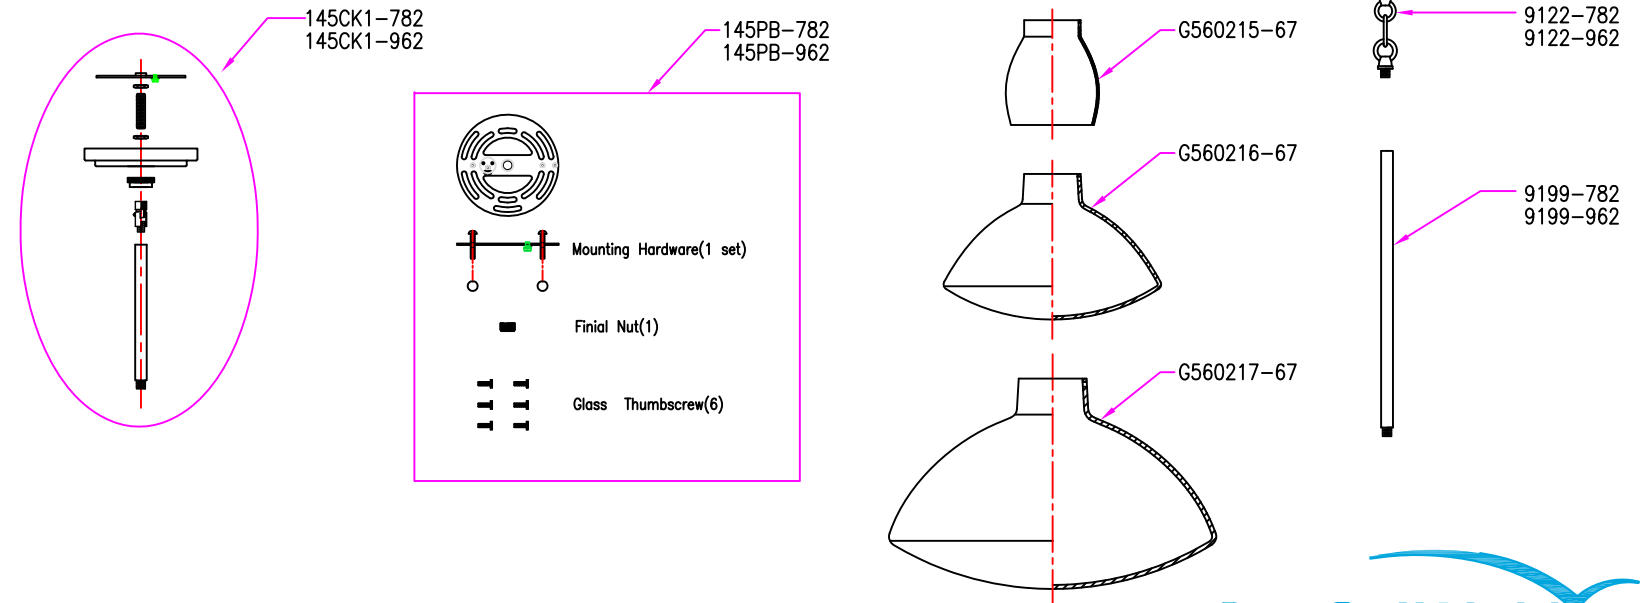 145CK1-782
145CK1-962
145PB-782
145PB-962
Mounting Hardware(1 set)
Finial Nut(1)
Glass Thumbscrew(6)
G560215-67
G560216-67
G560217-67
9122-782
9122-962
9199-782
9199-962